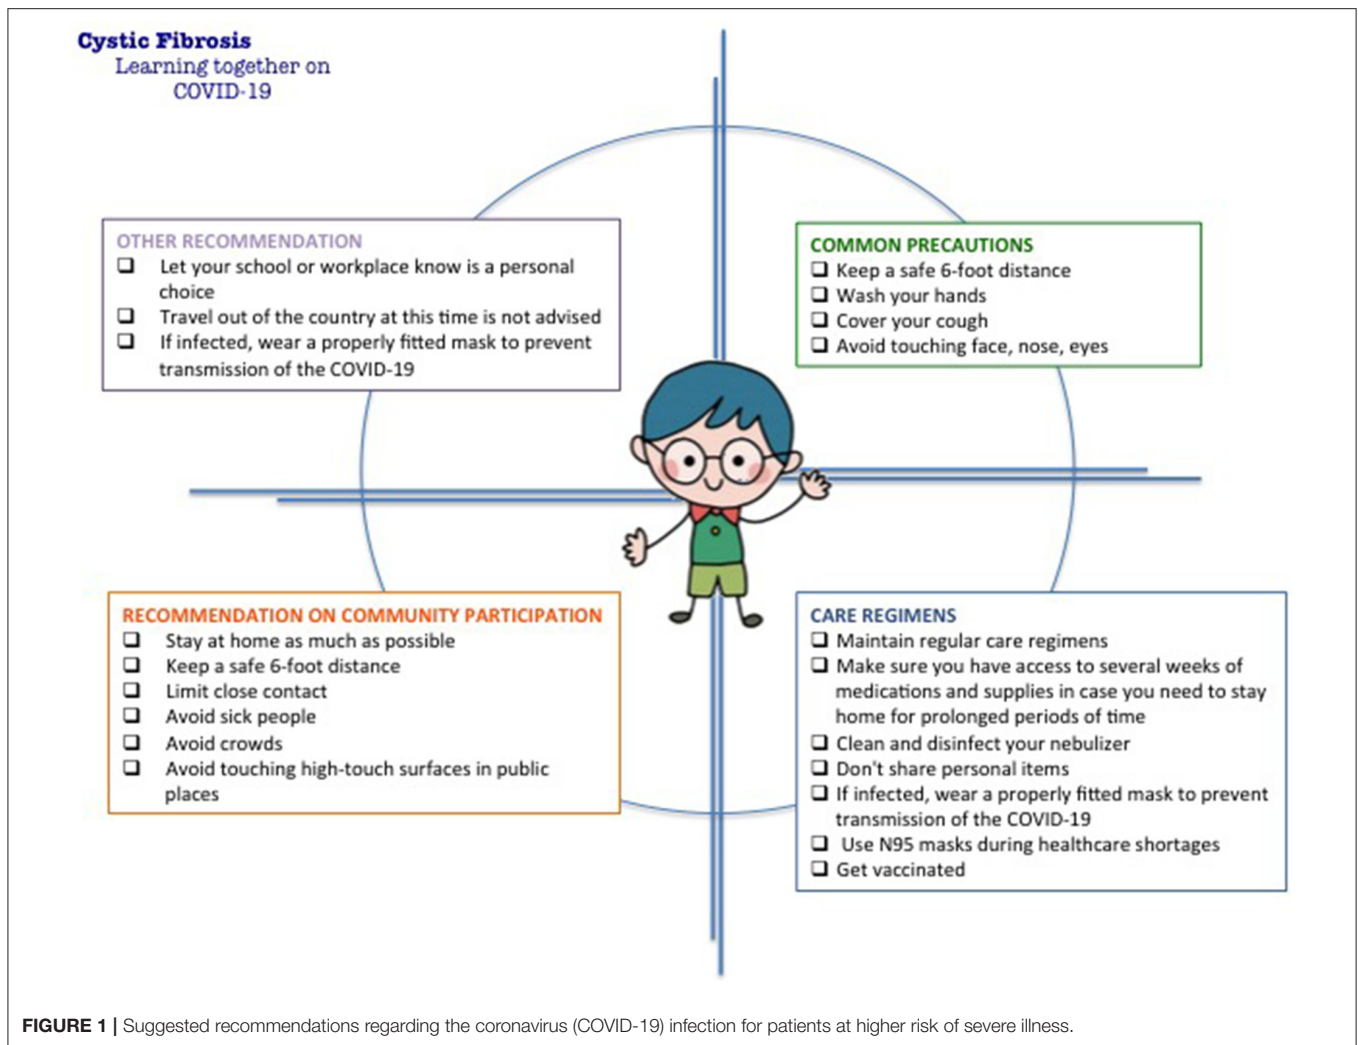 Cystic Fibrosis
Learning together on
COVID-19
OTHER RECOMMENDATION
❑ Let your school or workplace know is a personal
choice
❑ Travel out of the country at this time is not advised
❑ If infected, wear a properly fitted mask to prevent
transmission of the COVID-19
COMMON PRECAUTIONS
❑ Keep a safe 6-foot distance
❑ Wash your hands
❑ Cover your cough
❑ Avoid touching face, nose, eyes
RECOMMENDATION ON COMMUNITY PARTICIPATION
❑ Stay at home as much as possible
❑ Keep a safe 6-foot distance
❑ Limit close contact
❑ Avoid sick people
❑ Avoid crowds
❑ Avoid touching high-touch surfaces in public
places
CARE REGIMENS
❑ Maintain regular care regimens
❑ Make sure you have access to several weeks of
medications and supplies in case you need to stay
home for prolonged periods of time
❑ Clean and disinfect your nebulizer
❑ Don't share personal items
❑ If infected, wear a properly fitted mask to prevent
transmission of the COVID-19
❑ Use N95 masks during healthcare shortages
❑ Get vaccinated
FIGURE 1 | Suggested recommendations regarding the coronavirus (COVID-19) infection for patients at higher risk of severe illness.